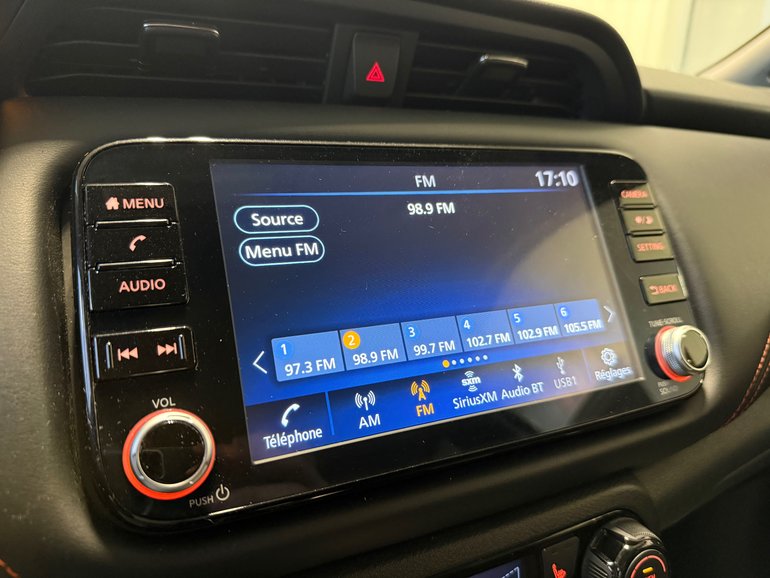 FM
17:10
98.9 FM
Source
Menu FM
1
97.3 FM
2
98.9 FM
3
99.7 FM
4
102.7 FM
5
102.9 FM
6
105.5 FM
Téléphone
AM
FM
sxm
SiriusXM
Audio BT
USB1
Réglages
MENU
AUDIO
VOL
PUSH
CAMERA
SETTING
BACK
TUNE·SCROLL